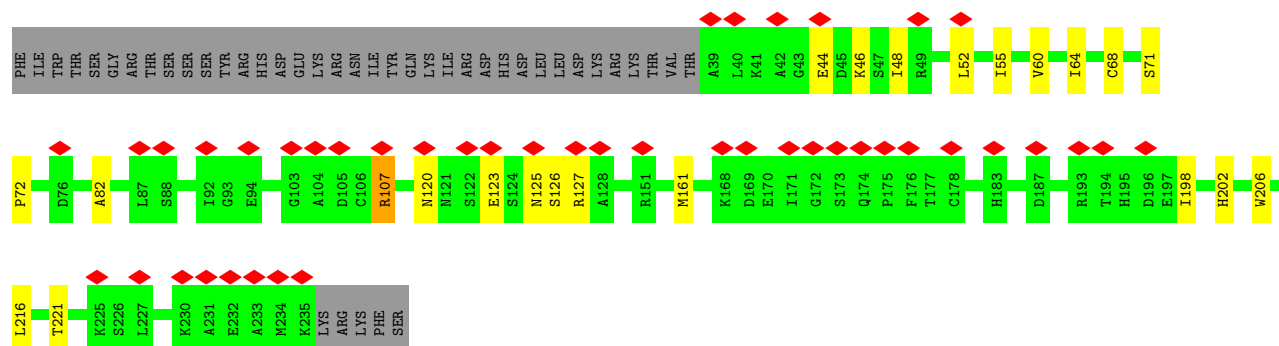 PHE ILE TRP THR SER GLY ARG THR SER SER SER TYR ARG HIS ASP GLU LYS ARG ASN ILE TYR GLN LYS ILE ARG ASP HIS ASP LEU LEU ASP LYS ARG LYS THR VAL THR A39 L40 K41 A42 G43 E44 D45 K46 S47 I48 R49 L52 I55 V60 I64 C68 S71
P72 D76 A82 L87 S88 I92 G93 E94 G103 A104 D105 C106 R107 N120 N121 S122 E123 S124 N125 S126 R127 A128 R151 M161 K168 D169 E170 I171 G172 S173 Q174 P175 F176 T177 C178 H183 D187 R193 T194 H195 D196 E197 I198 H202 W206
L216 T221 K225 S226 L227 K230 A231 E232 A233 M234 K235 LYS ARG LYS PHE SER